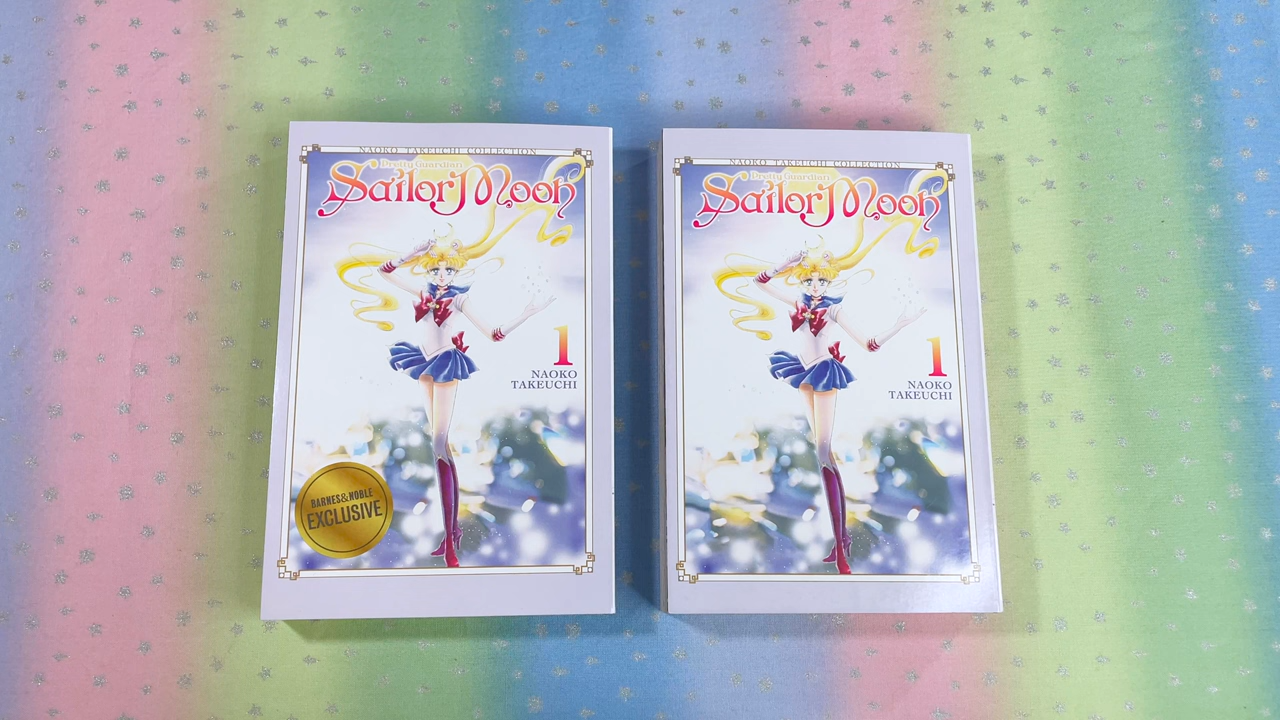 NAOKO TAKEUCHI COLLECTION
Pretty Guardian
Sailor Moon
1
NAOKO
TAKEUCHI
BARNES&NOBLE
EXCLUSIVE
NAOKO TAKEUCHI COLLECTION
Pretty Guardian
Sailor Moon
1
NAOKO
TAKEUCHI